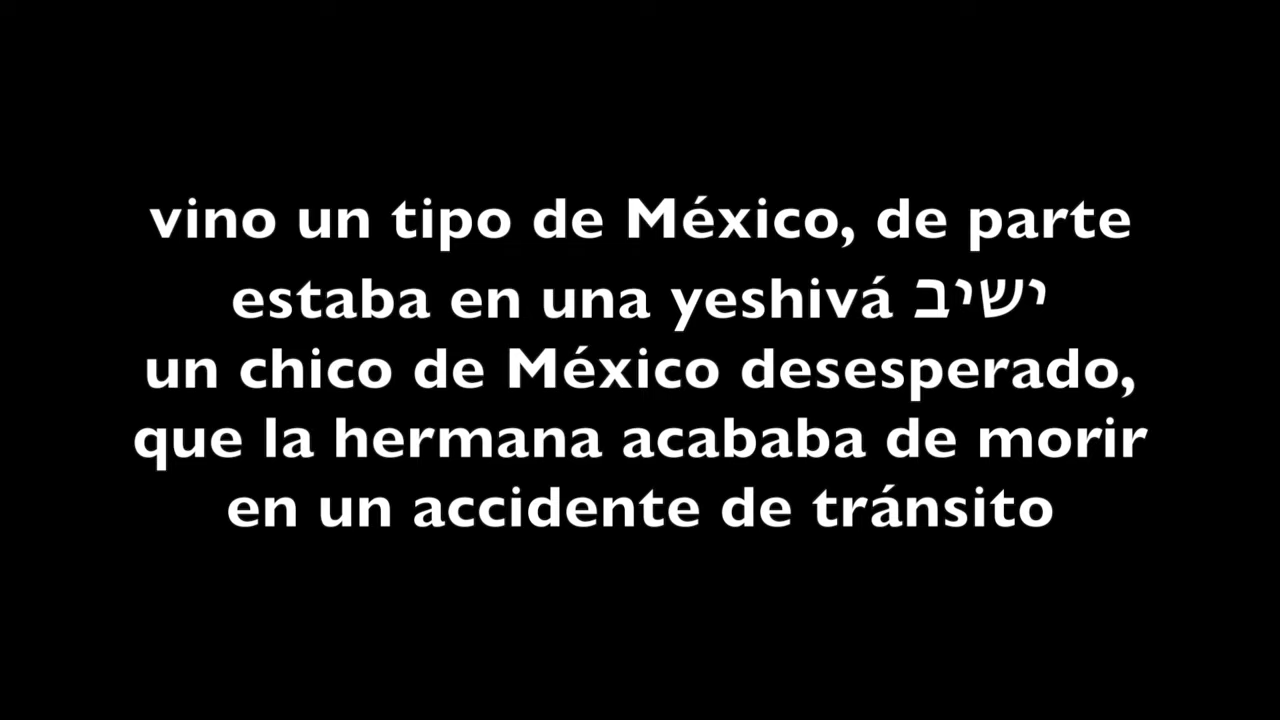 vino un tipo de México, de parte
estaba en una yeshivá ישיב
un chico de México desesperado,
que la hermana acababa de morir
en un accidente de tránsito